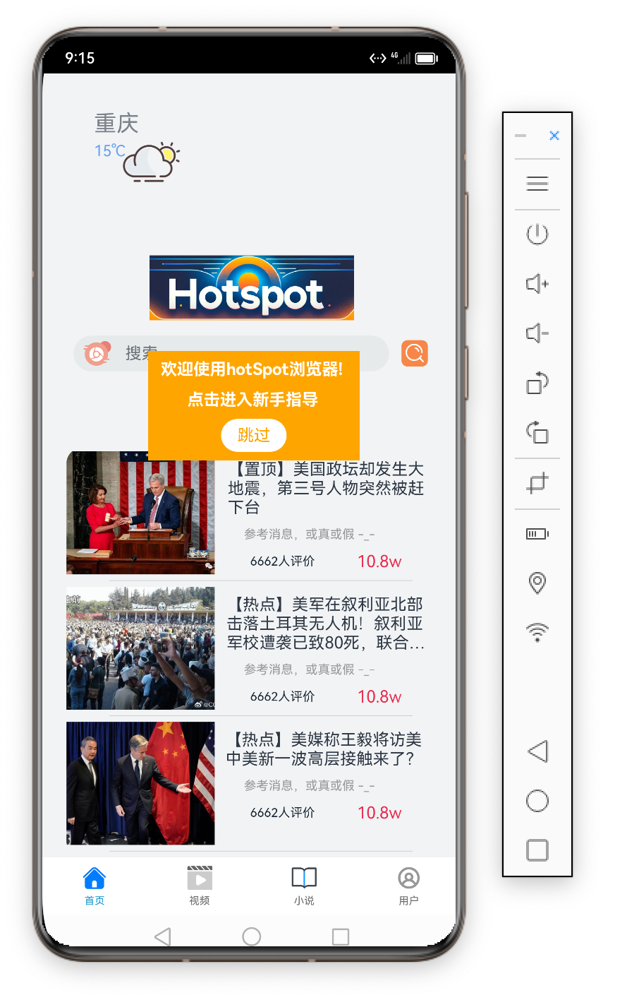 9:15
4G
重庆
15℃
Hotspot
搜索
欢迎使用hotSpot浏览器!
点击进入新手指导
跳过
【置顶】美国政坛却发生大
地震，第三号人物突然被赶
下台
参考消息，或真或假 -_-
6662人评价 10.8w
【热点】美军在叙利亚北部
击落土耳其无人机！叙利亚
军校遭袭已致80死，联合...
参考消息，或真或假 -_-
6662人评价 10.8w
【热点】美媒称王毅将访美
中美新一波高层接触来了？
参考消息，或真或假 -_-
6662人评价 10.8w
首页 视频 小说 用户